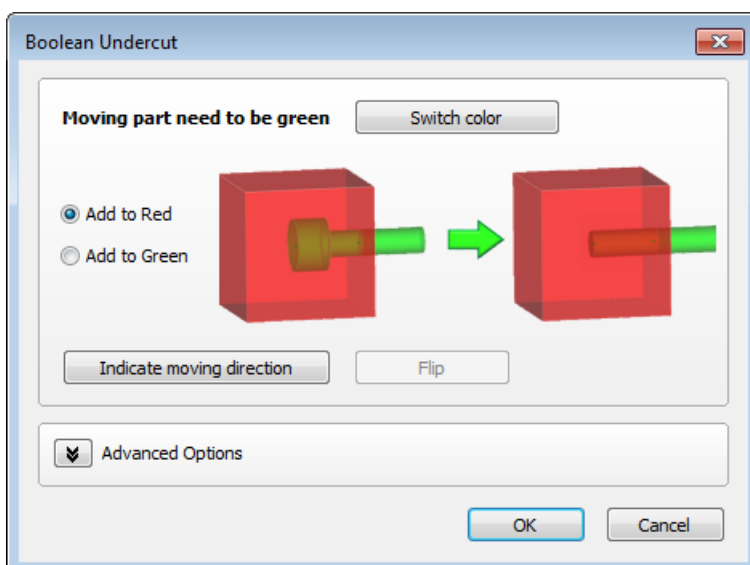 Boolean Undercut
Moving part need to be green
Switch color
Add to Red
Add to Green
Indicate moving direction
Flip
Advanced Options
OK
Cancel